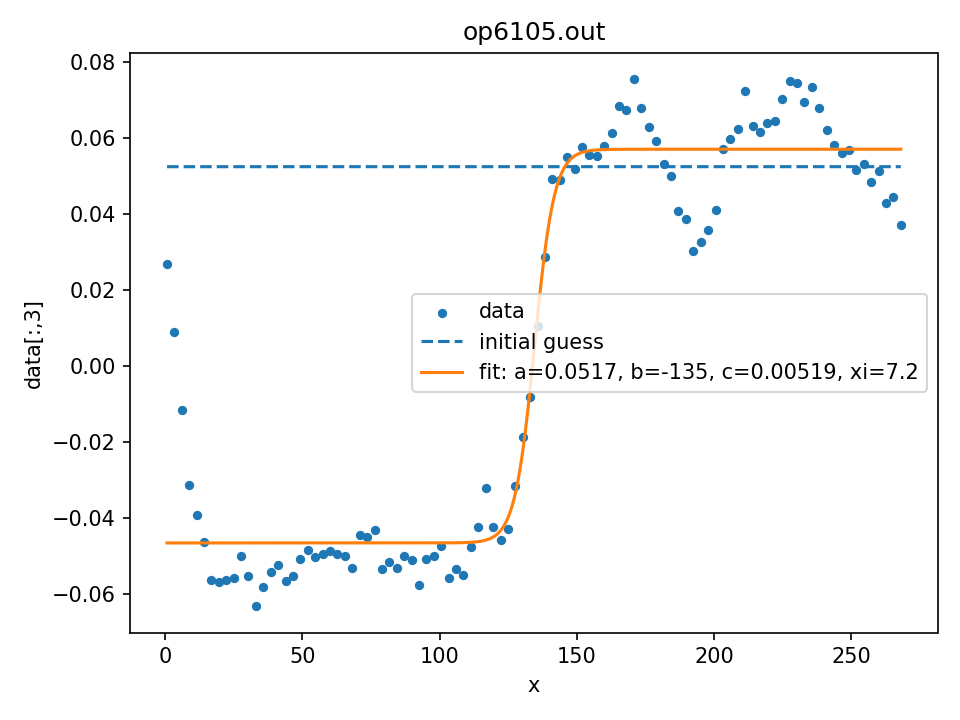 op6105.out
0.08
0.06
0.04
0.02
0.00
−0.02
−0.04
−0.06
data[:,3]
data
initial guess
fit: a=0.0517, b=-135, c=0.00519, xi=7.2
0 50 100 150 200 250
x